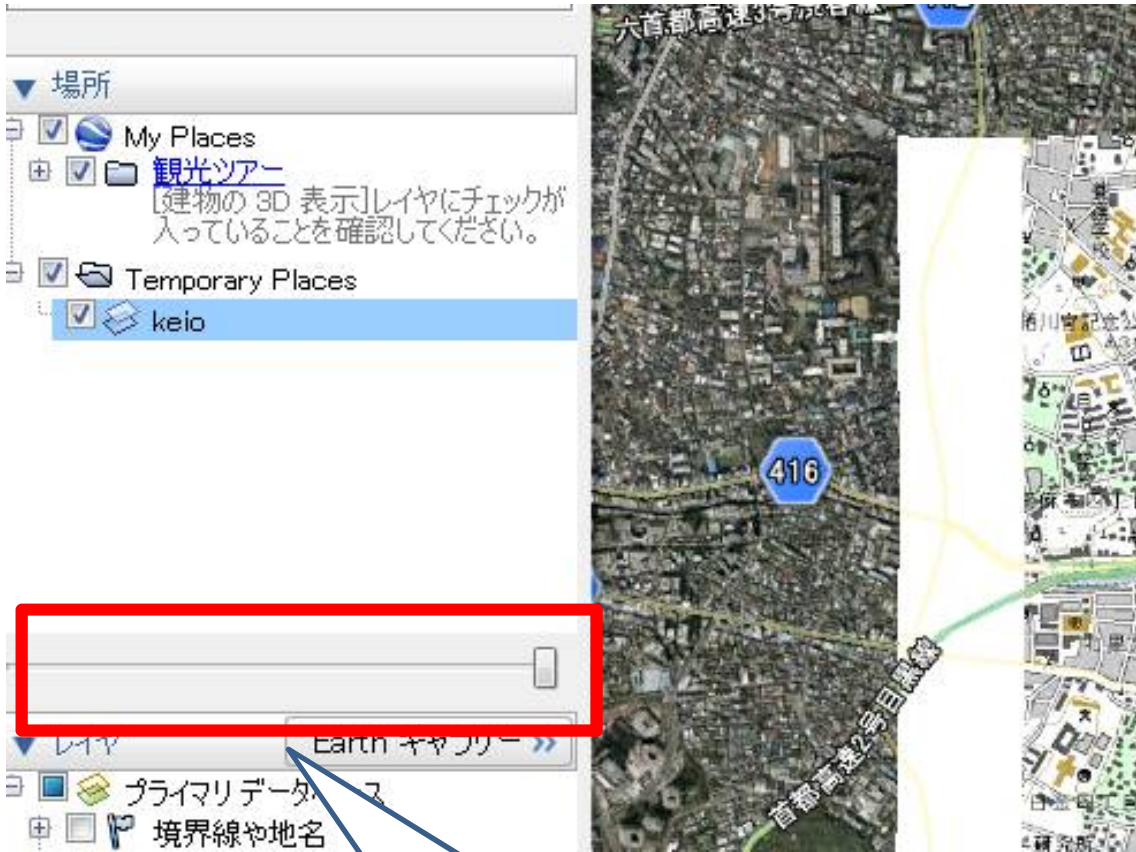 場所
My Places
観光ツアー
[建物の 3D 表示]レイヤにチェックが
入っていることを確認してください。
Temporary Places
keio
レイヤ
Earth ギャラリー »
プライマリ データベース
境界線や地名
416
首都高速2号目黒線